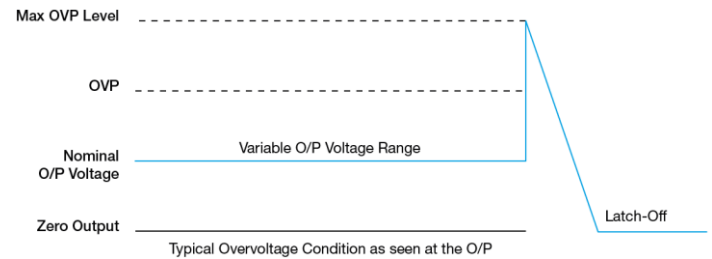 Max OVP Level
OVP
Variable O/P Voltage Range
Nominal
O/P Voltage
Latch-Off
Zero Output
Typical Overvoltage Condition as seen at the O/P